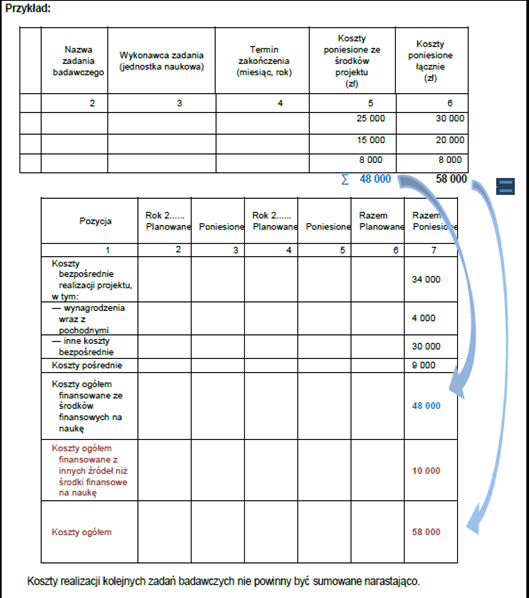 Przykład:
Nazwa
zadania
badawczego
Wykonawca zadania
(jednostka naukowa)
Termin
zakończenia
(miesiąc, rok)
Koszty
poniesione ze
środków
projektu
(zł)
Koszty
poniesione
łącznie
(zł)
2 3 4 5 6
25 000 30 000
15 000 20 000
8 000 8 000
∑ 48 000 58 000
Pozycja
Rok 2......
Planowane
Poniesione
Rok 2......
Planowane
Poniesione
Razem
Planowane
Razem
Poniesione
1 2 3 4 5 6 7
Koszty
bezpośrednie
realizacji projektu,
w tym:
34 000
— wynagrodzenia
wraz z
pochodnymi
4 000
— inne koszty
bezpośrednie
30 000
Koszty pośrednie 9 000
Koszty ogółem
finansowane ze
środków
finansowych na
naukę
48 000
Koszty ogółem
finansowane z
innych źródeł niż
środki finansowe
na naukę
10 000
Koszty ogółem 58 000
Koszty realizacji kolejnych zadań badawczych nie powinny być sumowane narastająco.